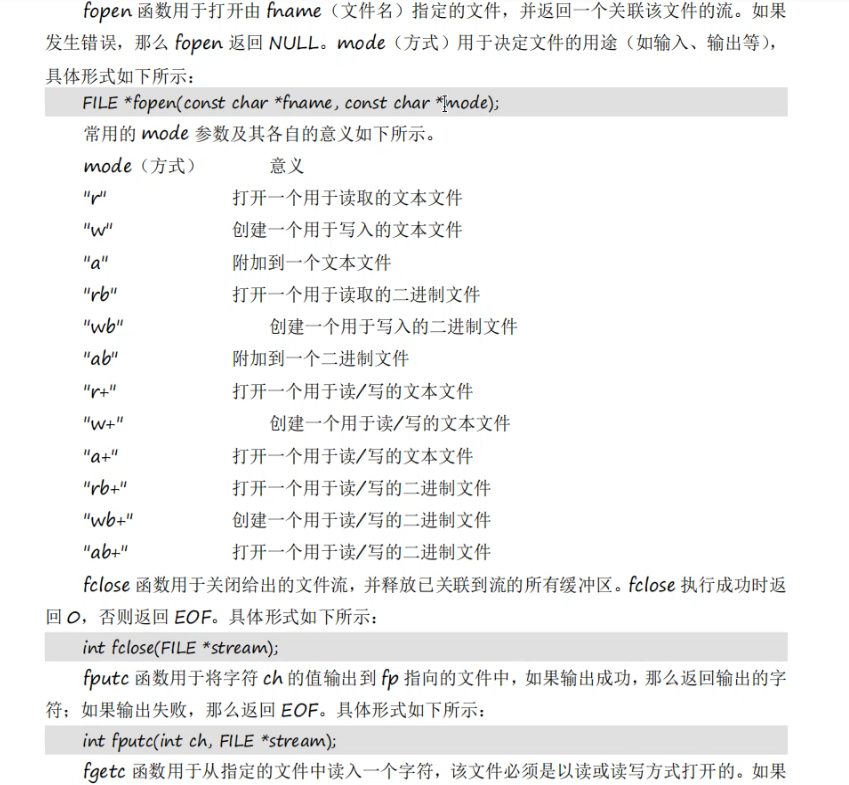 fopen 函数用于打开由 fname（文件名）指定的文件，并返回一个关联该文件的流。如果
发生错误，那么 fopen 返回 NULL。mode（方式）用于决定文件的用途（如输入、输出等），
具体形式如下所示：
FILE *fopen(const char *fname, const char *mode);
常用的 mode 参数及其各自的意义如下所示。
mode（方式） 意义
"r" 打开一个用于读取的文本文件
"w" 创建一个用于写入的文本文件
"a" 附加到一个文本文件
"rb" 打开一个用于读取的二进制文件
"wb" 创建一个用于写入的二进制文件
"ab" 附加到一个二进制文件
"r+" 打开一个用于读/写的文本文件
"w+" 创建一个用于读/写的文本文件
"a+" 打开一个用于读/写的文本文件
"rb+" 打开一个用于读/写的二进制文件
"wb+" 创建一个用于读/写的二进制文件
"ab+" 打开一个用于读/写的二进制文件
fclose 函数用于关闭给出的文件流，并释放已关联到流的所有缓冲区。fclose 执行成功时返
回 0，否则返回 EOF。具体形式如下所示：
int fclose(FILE *stream);
fputc 函数用于将字符 ch 的值输出到 fp 指向的文件中，如果输出成功，那么返回输出的字
符；如果输出失败，那么返回 EOF。具体形式如下所示：
int fputc(int ch, FILE *stream);
fgetc 函数用于从指定的文件中读入一个字符，该文件必须是以读或读写方式打开的。如果